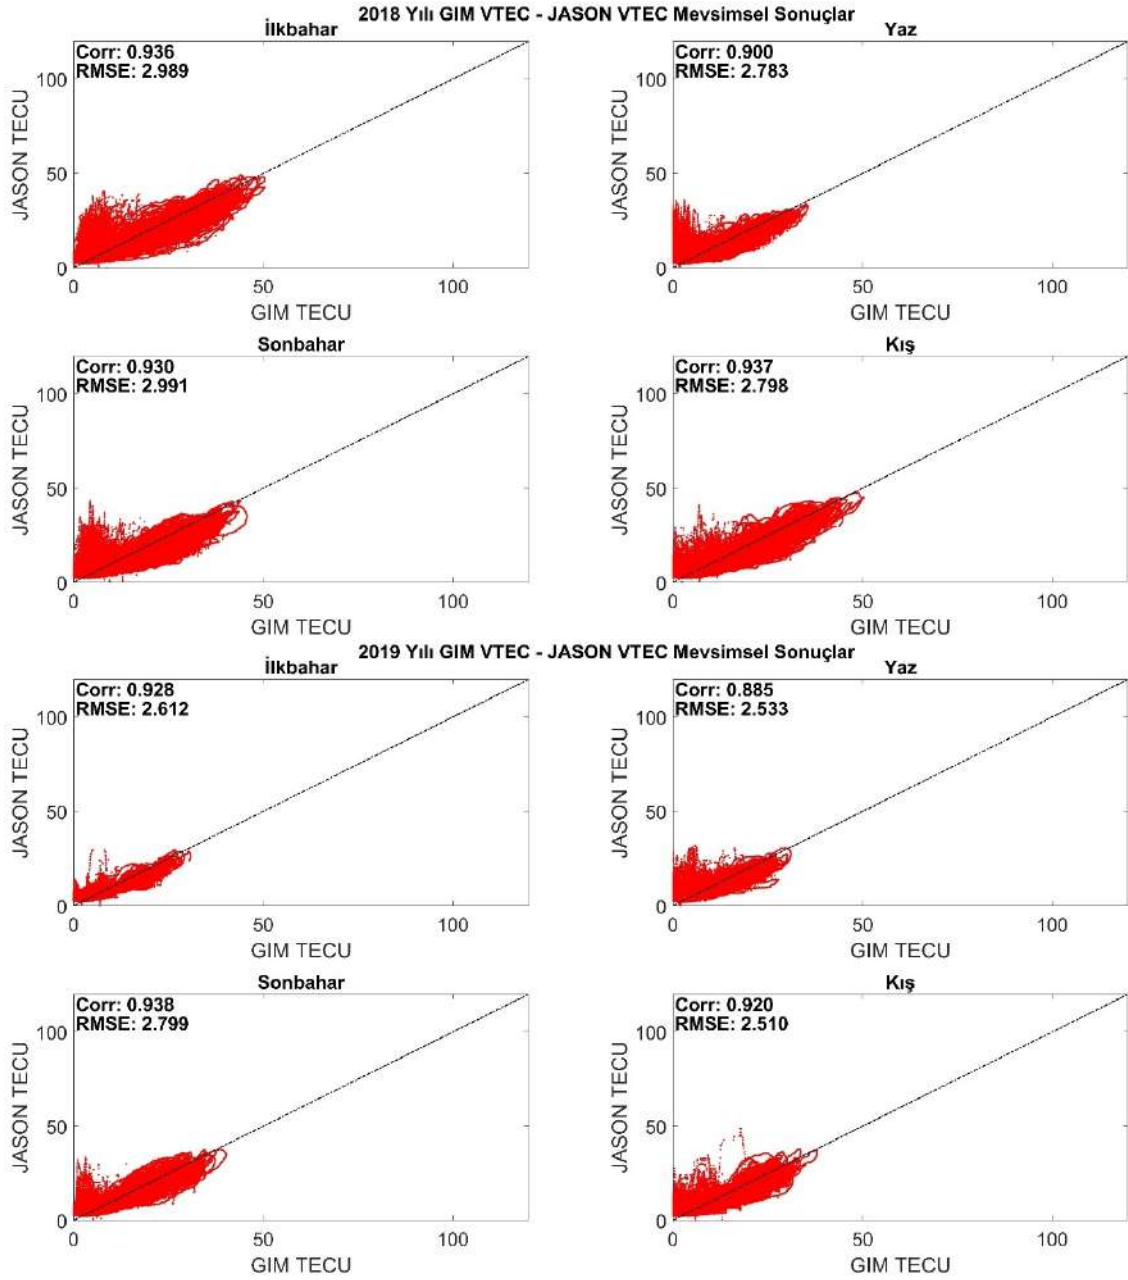 2018 Yılı GIM VTEC - JASON VTEC Mevsimsel Sonuçlar
İlkbahar
Corr: 0.936
RMSE: 2.989
100
50
0
JASON TECU
0 50 100
GIM TECU
Yaz
Corr: 0.900
RMSE: 2.783
100
50
0
JASON TECU
0 50 100
GIM TECU
Sonbahar
Corr: 0.930
RMSE: 2.991
100
50
0
JASON TECU
0 50 100
GIM TECU
Kış
Corr: 0.937
RMSE: 2.798
100
50
0
JASON TECU
0 50 100
GIM TECU
2019 Yılı GIM VTEC - JASON VTEC Mevsimsel Sonuçlar
İlkbahar
Corr: 0.928
RMSE: 2.612
100
50
0
JASON TECU
0 50 100
GIM TECU
Yaz
Corr: 0.885
RMSE: 2.533
100
50
0
JASON TECU
0 50 100
GIM TECU
Sonbahar
Corr: 0.938
RMSE: 2.799
100
50
0
JASON TECU
0 50 100
GIM TECU
Kış
Corr: 0.920
RMSE: 2.510
100
50
0
JASON TECU
0 50 100
GIM TECU